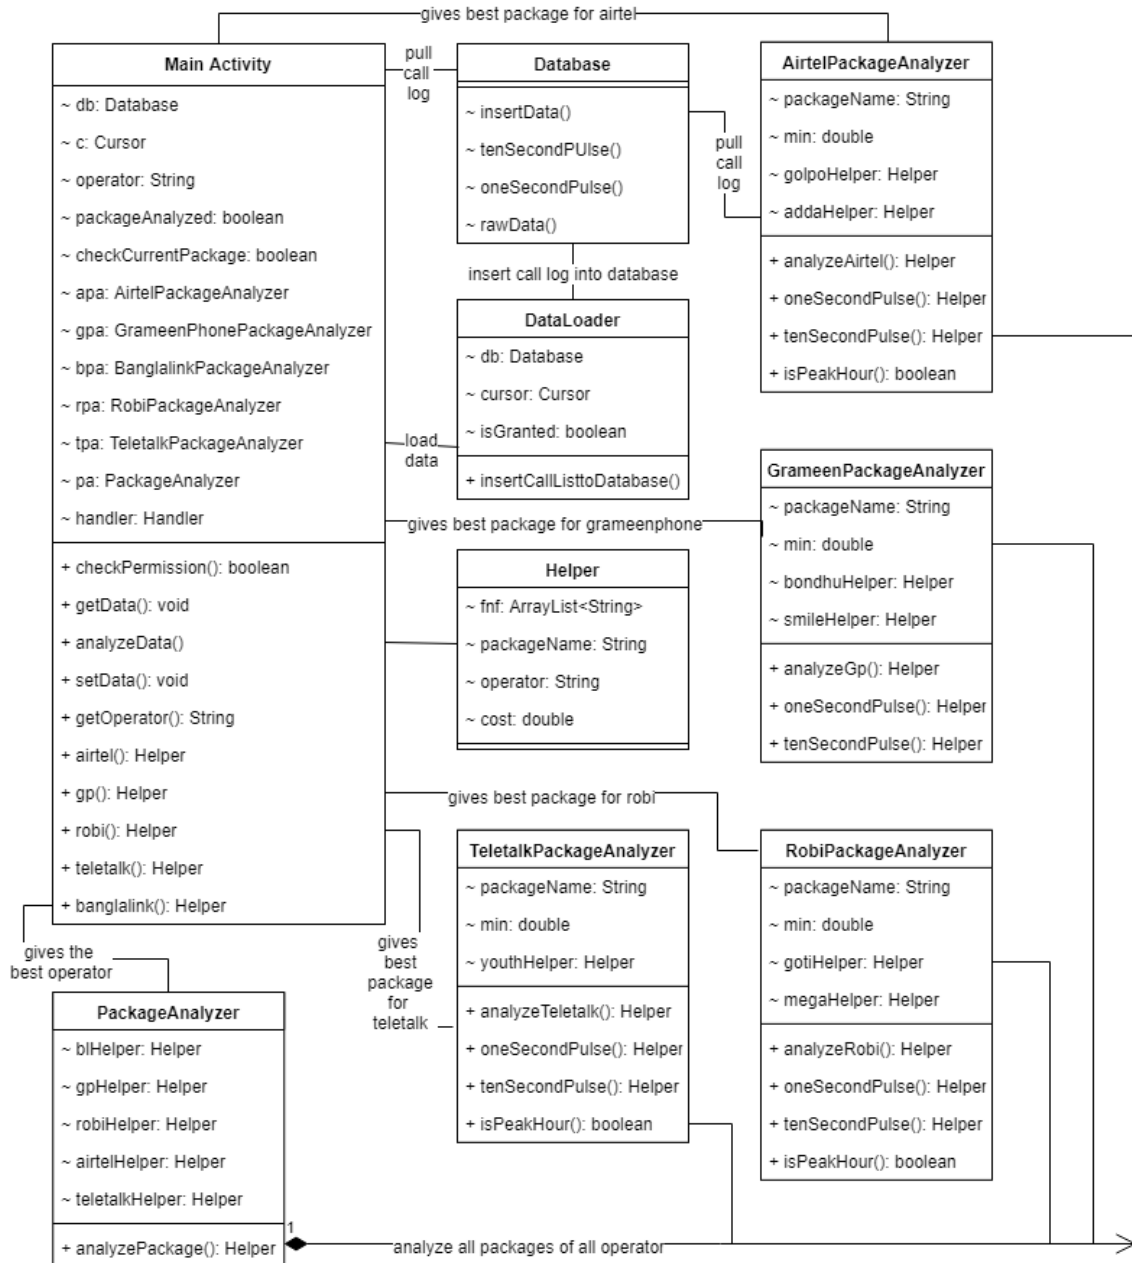 gives best package for airtel
Main Activity
~ db: Database
~ c: Cursor
~ operator: String
~ packageAnalyzed: boolean
~ checkCurrentPackage: boolean
~ apa: AirtelPackageAnalyzer
~ gpa: GrameenPhonePackageAnalyzer
~ bpa: BanglalinkPackageAnalyzer
~ rpa: RobiPackageAnalyzer
~ tpa: TeletalkPackageAnalyzer
~ pa: PackageAnalyzer
~ handler: Handler
+ checkPermission(): boolean
+ getData(): void
+ analyzeData()
+ setData(): void
+ getOperator(): String
+ airtel(): Helper
+ gp(): Helper
+ robi(): Helper
+ teletalk(): Helper
+ banglalink(): Helper
pull
call
log
Database
~ insertData()
~ tenSecondPUlse()
~ oneSecondPulse()
~ rawData()
pull
call
log
AirtelPackageAnalyzer
~ packageName: String
~ min: double
~ golpoHelper: Helper
~ addaHelper: Helper
+ analyzeAirtel(): Helper
+ oneSecondPulse(): Helper
+ tenSecondPulse(): Helper
+ isPeakHour(): boolean
insert call log into database
DataLoader
~ db: Database
~ cursor: Cursor
~ isGranted: boolean
+ insertCallListtoDatabase()
load
data
gives best package for grameenphone
GrameenPackageAnalyzer
~ packageName: String
~ min: double
~ bondhuHelper: Helper
~ smileHelper: Helper
+ analyzeGp(): Helper
+ oneSecondPulse(): Helper
+ tenSecondPulse(): Helper
Helper
~ fnf: ArrayList<String>
~ packageName: String
~ operator: String
~ cost: double
gives best package for robi
TeletalkPackageAnalyzer
~ packageName: String
~ min: double
~ youthHelper: Helper
+ analyzeTeletalk(): Helper
+ oneSecondPulse(): Helper
+ tenSecondPulse(): Helper
+ isPeakHour(): boolean
RobiPackageAnalyzer
~ packageName: String
~ min: double
~ gotiHelper: Helper
~ megaHelper: Helper
+ analyzeRobi(): Helper
+ oneSecondPulse(): Helper
+ tenSecondPulse(): Helper
+ isPeakHour(): boolean
gives
best
package
for
teletalk
gives the
best operator
PackageAnalyzer
~ blHelper: Helper
~ gpHelper: Helper
~ robiHelper: Helper
~ airtelHelper: Helper
~ teletalkHelper: Helper
+ analyzePackage(): Helper
1
analyze all packages of all operator